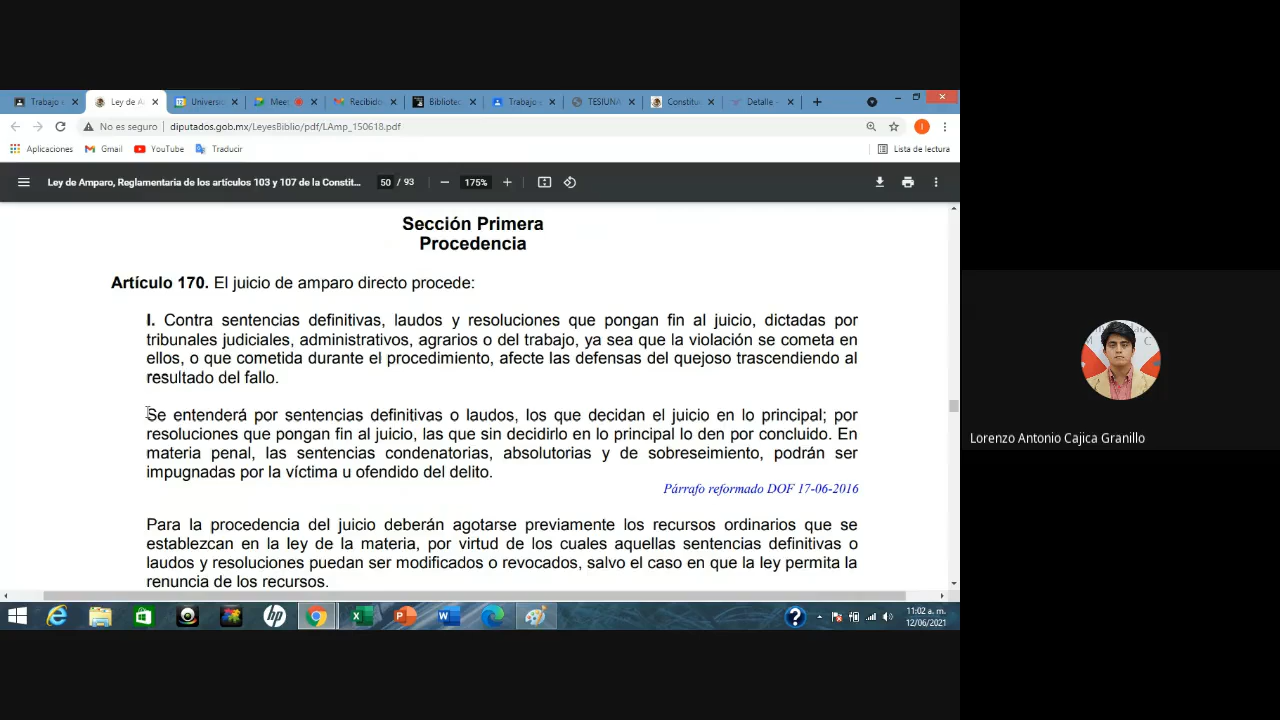 Trabajo
Ley de A
Universi
Meet
Recibidos
Bibliotec
Trabajo d
TESIUNA
Constitu
Detalle -
No es seguro | diputados.gob.mx/LeyesBiblio/pdf/LAmp_150618.pdf
Aplicaciones Gmail YouTube Traducir Lista de lectura
Ley de Amparo, Reglamentaria de los artículos 103 y 107 de la Constit... 50 / 93 175%
Sección Primera
Procedencia
Artículo 170. El juicio de amparo directo procede:
I. Contra sentencias definitivas, laudos y resoluciones que pongan fin al juicio, dictadas por
tribunales judiciales, administrativos, agrarios o del trabajo, ya sea que la violación se cometa en
ellos, o que cometida durante el procedimiento, afecte las defensas del quejoso trascendiendo al
resultado del fallo.
Se entenderá por sentencias definitivas o laudos, los que decidan el juicio en lo principal; por
resoluciones que pongan fin al juicio, las que sin decidirlo en lo principal lo den por concluido. En
materia penal, las sentencias condenatorias, absolutorias y de sobreseimiento, podrán ser
impugnadas por la víctima u ofendido del delito.
Párrafo reformado DOF 17-06-2016
Para la procedencia del juicio deberán agotarse previamente los recursos ordinarios que se
establezcan en la ley de la materia, por virtud de los cuales aquellas sentencias definitivas o
laudos y resoluciones puedan ser modificados o revocados, salvo el caso en que la ley permita la
renuncia de los recursos.
11:02 a. m.
12/06/2021
Lorenzo Antonio Cajica Granillo